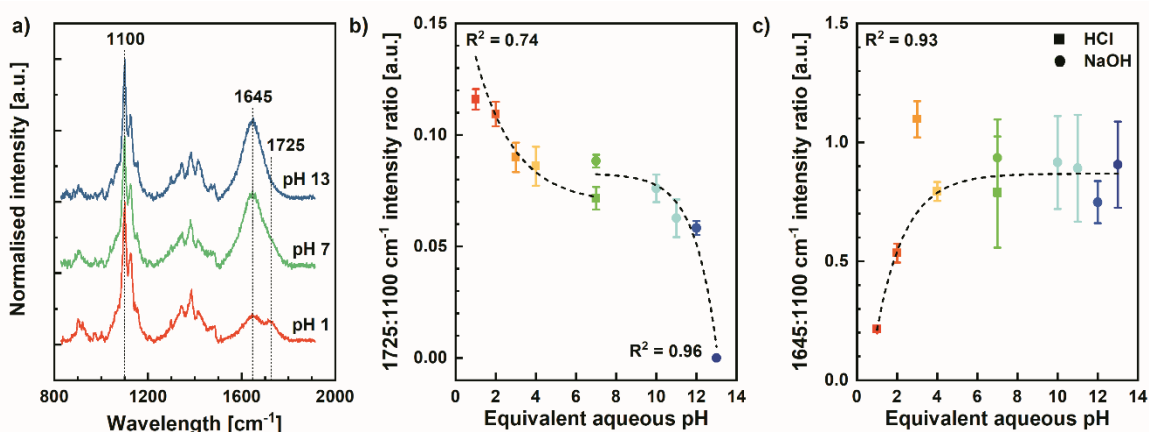 a)
Normalised intensity [a.u.]
1100
1645
1725
pH 13
pH 7
pH 1
800
1200
1600
2000
Wavelength [cm⁻¹]
b)
1725:1100 cm⁻¹ intensity ratio [a.u.]
0.15
0.10
0.05
0.00
R² = 0.74
R² = 0.96
0 2 4 6 8 10 12 14
Equivalent aqueous pH
c)
1645:1100 cm⁻¹ intensity ratio [a.u.]
1.5
1.0
0.5
0.0
R² = 0.93
HCl
NaOH
0 2 4 6 8 10 12 14
Equivalent aqueous pH